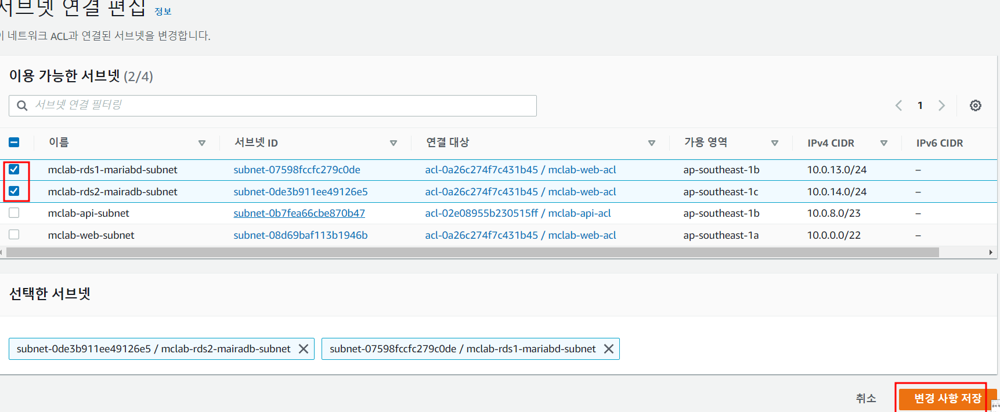 서브넷 연결 편집 정보
이 네트워크 ACL과 연결된 서브넷을 변경합니다.
이용 가능한 서브넷 (2/4)
서브넷 연결 필터링
1
이름 서브넷 ID 연결 대상 가용 영역 IPv4 CIDR IPv6 CIDR
mclab-rds1-mariabd-subnet subnet-07598fccfc279c0de acl-0a26c274f7c431b45 / mclab-web-acl ap-southeast-1b 10.0.13.0/24 –
mclab-rds2-mairadb-subnet subnet-0de3b911ee49126e5 acl-0a26c274f7c431b45 / mclab-web-acl ap-southeast-1c 10.0.14.0/24 –
mclab-api-subnet subnet-0b7fea66cbe870b47 acl-02e08955b230515ff / mclab-api-acl ap-southeast-1b 10.0.8.0/23 –
mclab-web-subnet subnet-08d69baf113b1946b acl-0a26c274f7c431b45 / mclab-web-acl ap-southeast-1a 10.0.0.0/22 –
선택한 서브넷
subnet-0de3b911ee49126e5 / mclab-rds2-mairadb-subnet subnet-07598fccfc279c0de / mclab-rds1-mariabd-subnet
취소 변경 사항 저장